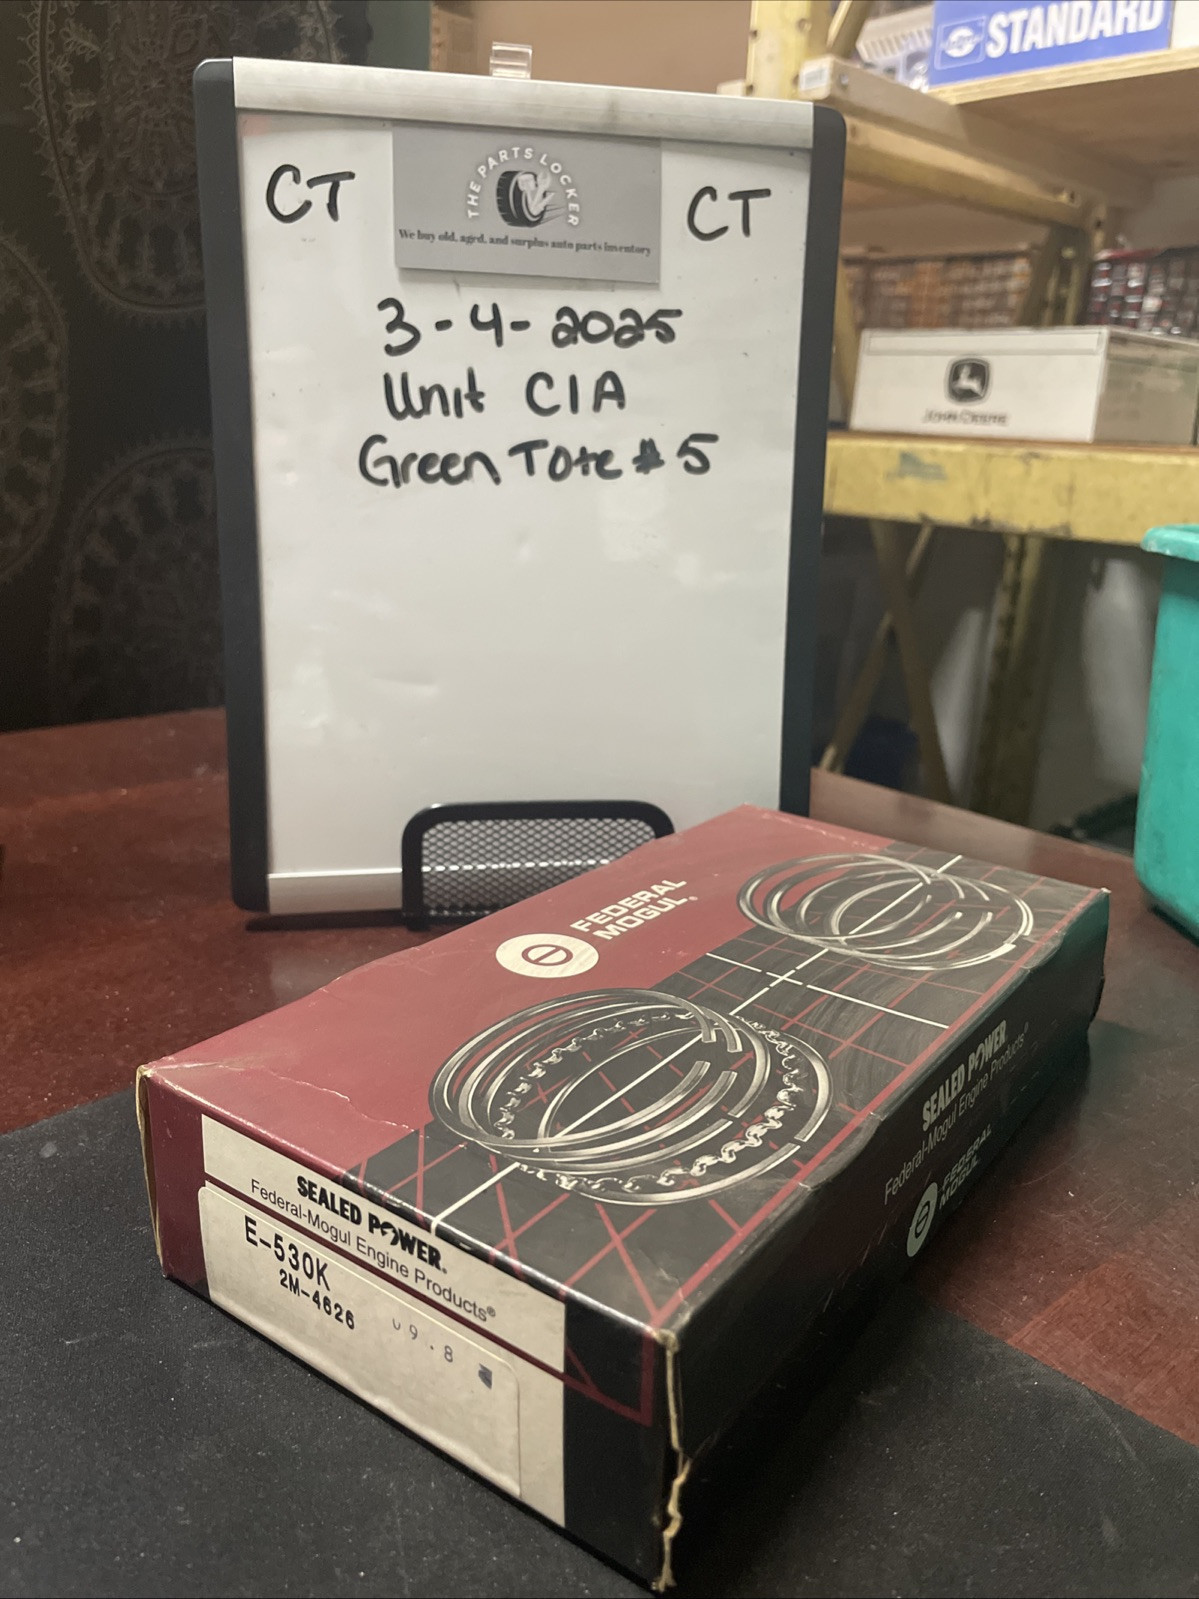 STANDARD
THE PARTS LOCKER
We buy old, aged, and surplus auto parts inventory
CT
CT
3-4-2025
Unit C1A
Green Tote #5
JOHN DEERE
FEDERAL
MOGUL®
SEALED POWER
Federal-Mogul Engine Products®
FEDERAL
MOGUL
SEALED POWER.
Federal-Mogul Engine Products®
E-530K
2M-4626
9.8